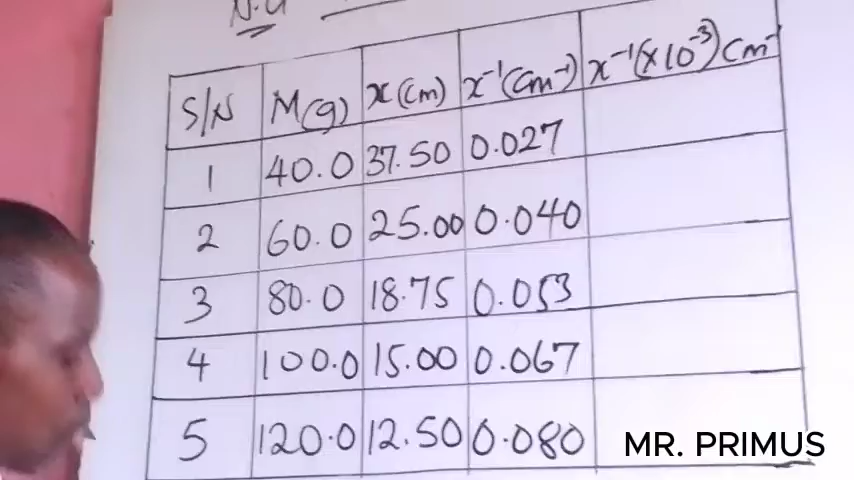 N.G
S/N M(g) x(cm) x⁻¹(cm⁻¹) x⁻¹(×10⁻³)cm⁻¹
1 40.0 37.50 0.027
2 60.0 25.00 0.040
3 80.0 18.75 0.053
4 100.0 15.00 0.067
5 120.0 12.50 0.080
MR. PRIMUS